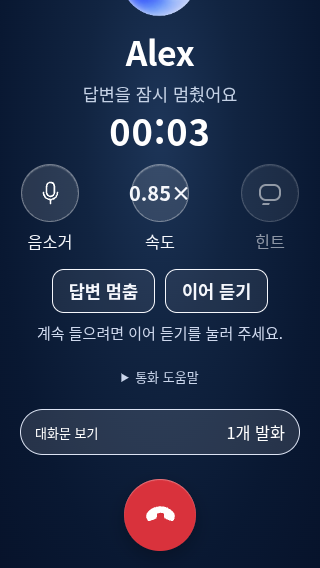 Alex
답변을 잠시 멈췄어요
00:03
0.85×
음소거
속도
힌트
답변 멈춤
이어 듣기
계속 들으려면 이어 듣기를 눌러 주세요.
▶ 통화 도움말
대화문 보기
1개 발화